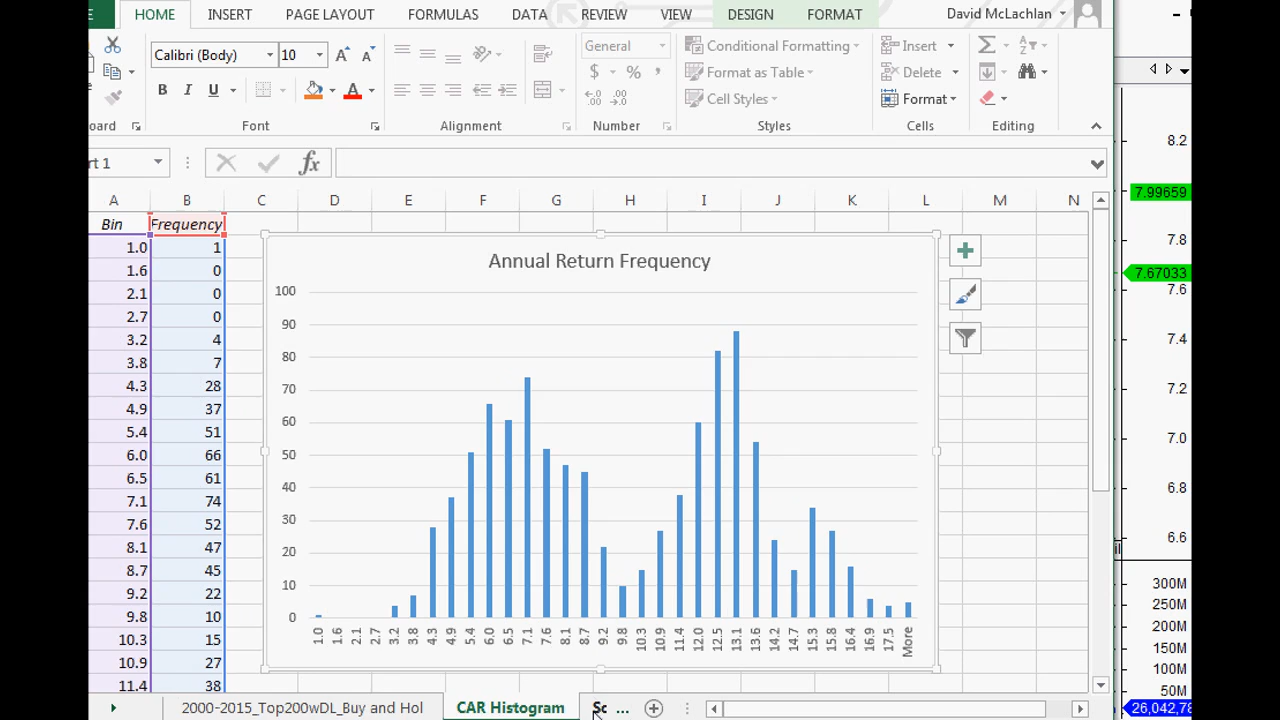 HOME INSERT PAGE LAYOUT FORMULAS DATA REVIEW VIEW DESIGN FORMAT David McLachlan
Calibri (Body) 10 A A General Conditional Formatting Insert
B I U A $ % , Format as Table Delete
Cell Styles Format
oard Font Alignment Number Styles Cells Editing
rt 1 fx
A B C D E F G H I J K L M N
Bin Frequency
1.0 1
1.6 0
2.1 0
2.7 0
3.2 4
3.8 7
4.3 28
4.9 37
5.4 51
6.0 66
6.5 61
7.1 74
7.6 52
8.1 47
8.7 45
9.2 22
9.8 10
10.3 15
10.9 27
11.4 38
Annual Return Frequency
100
90
80
70
60
50
40
30
20
10
0
1.0 1.6 2.1 2.7 3.2 3.8 4.3 4.9 5.4 6.0 6.5 7.1 7.6 8.1 8.7 9.2 9.8 10.3 10.9 11.4 12.0 12.5 13.1 13.6 14.2 14.7 15.3 15.8 16.4 16.9 17.5 More
2000-2015_Top200wDL_Buy and Hol CAR Histogram Sc ...
8.2
7.99659
7.8
7.67033
7.6
7.4
7.2
7.0
6.8
6.6
300M
250M
200M
150M
100M
50M
26,042,78